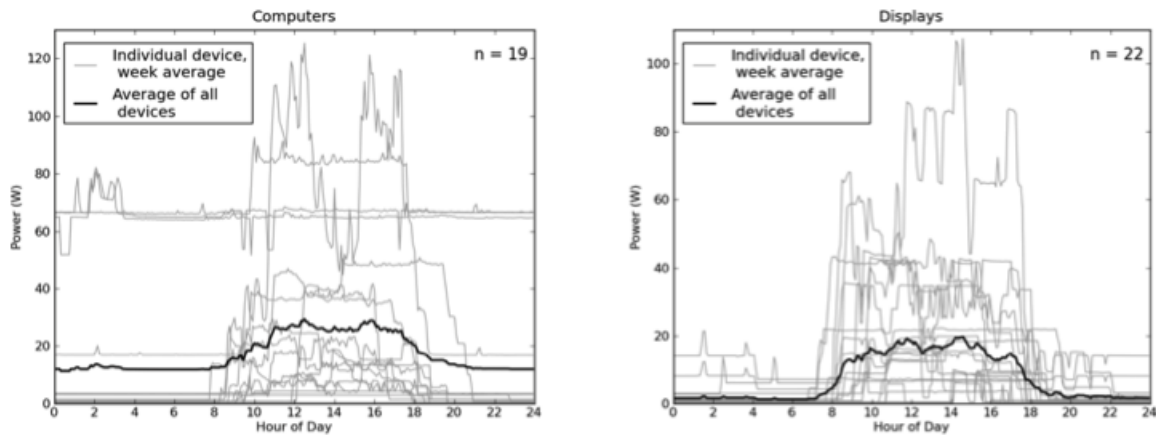 Computers
Individual device,
week average
Average of all
devices
n = 19
Power (W)
120
100
80
60
40
20
0
0 2 4 6 8 10 12 14 16 18 20 22 24
Hour of Day
Displays
Individual device,
week average
Average of all
devices
n = 22
Power (W)
100
80
60
40
20
0
0 2 4 6 8 10 12 14 16 18 20 22 24
Hour of Day